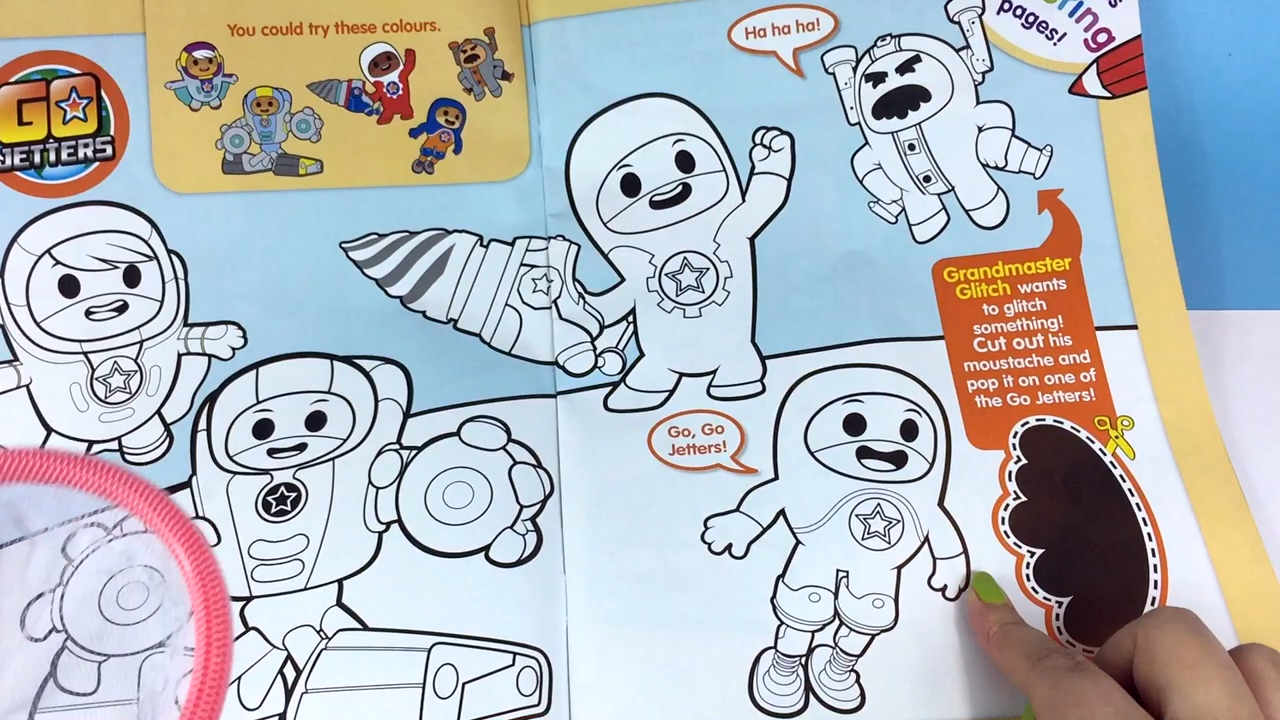 You could try these colours.
GO
JETTERS
Ha ha ha!
pages!
Grandmaster
Glitch wants
to glitch
something!
Cut out his
moustache and
pop it on one of
the Go Jetters!
Go, Go
Jetters!